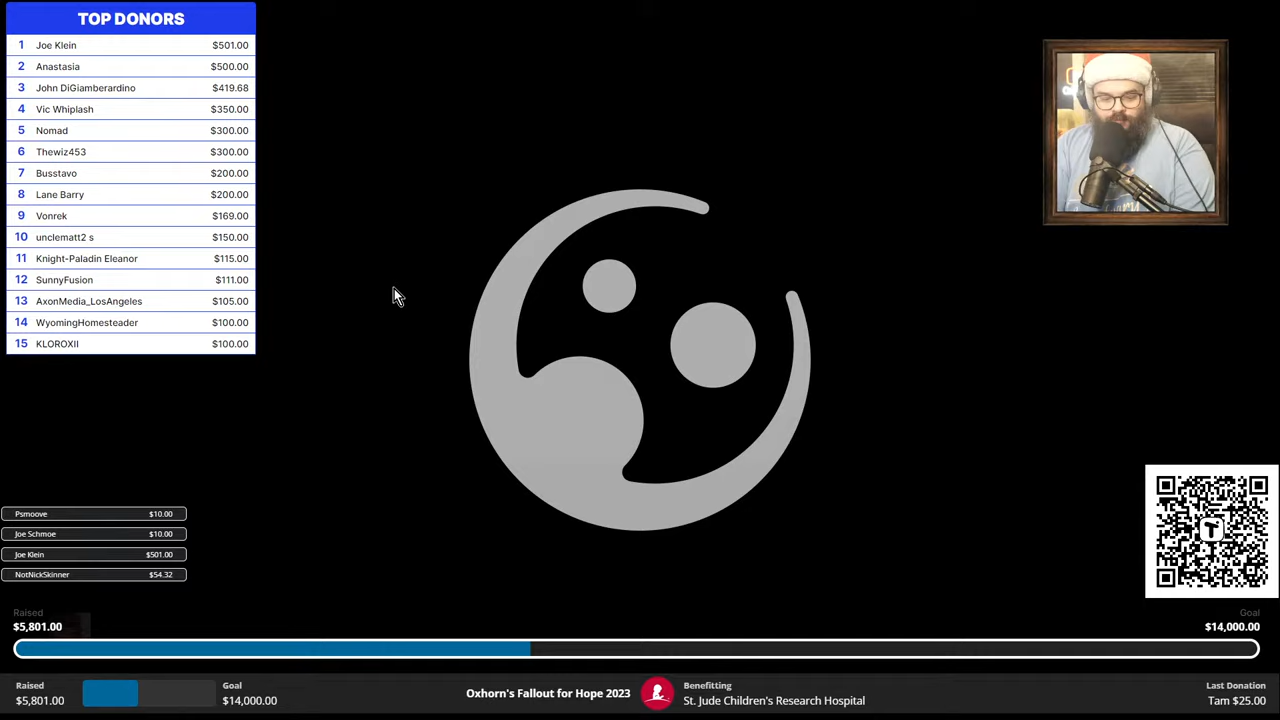 TOP DONORS
1 Joe Klein $501.00
2 Anastasia $500.00
3 John DiGiamberardino $419.68
4 Vic Whiplash $350.00
5 Nomad $300.00
6 Thewiz453 $300.00
7 Busstavo $200.00
8 Lane Barry $200.00
9 Vonrek $169.00
10 unclematt2 s $150.00
11 Knight-Paladin Eleanor $115.00
12 SunnyFusion $111.00
13 AxonMedia_LosAngeles $105.00
14 WyomingHomesteader $100.00
15 KLOROXII $100.00
Psmoove $10.00
Joe Schmoe $10.00
Joe Klein $501.00
NotNickSkinner $54.32
Raised Goal
$5,801.00 $14,000.00
Raised Goal
$5,801.00 $14,000.00
Oxhorn's Fallout for Hope 2023
Benefitting
St. Jude Children's Research Hospital
Last Donation
Tam $25.00